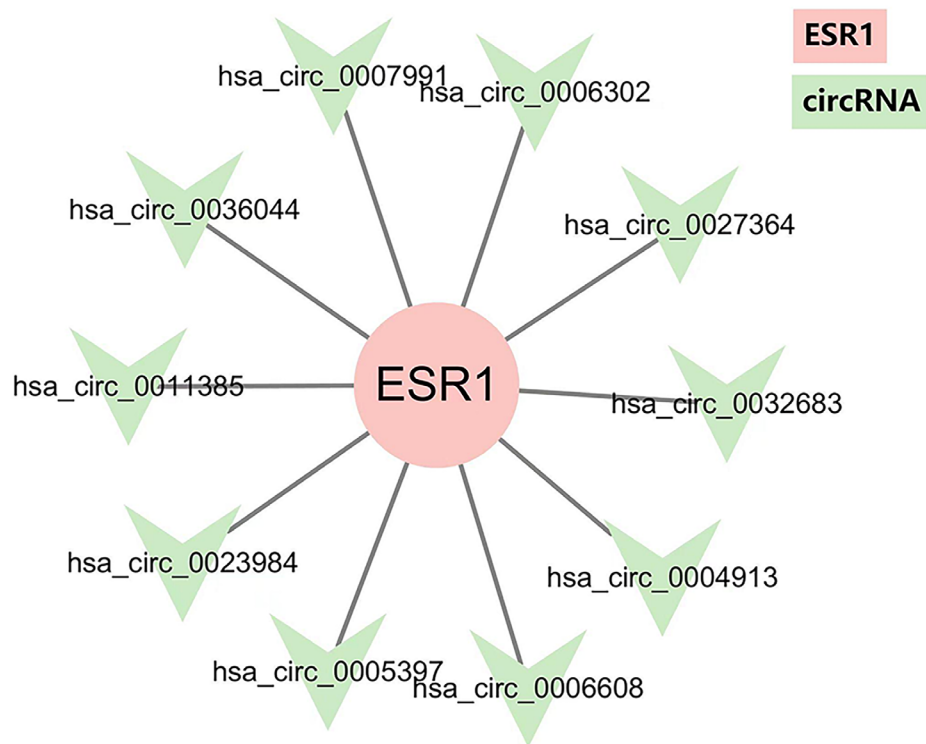 ESR1
circRNA
hsa_circ_0007991
hsa_circ_0006302
hsa_circ_0036044
hsa_circ_0027364
hsa_circ_0011385
ESR1
hsa_circ_0032683
hsa_circ_0023984
hsa_circ_0004913
hsa_circ_0005397
hsa_circ_0006608